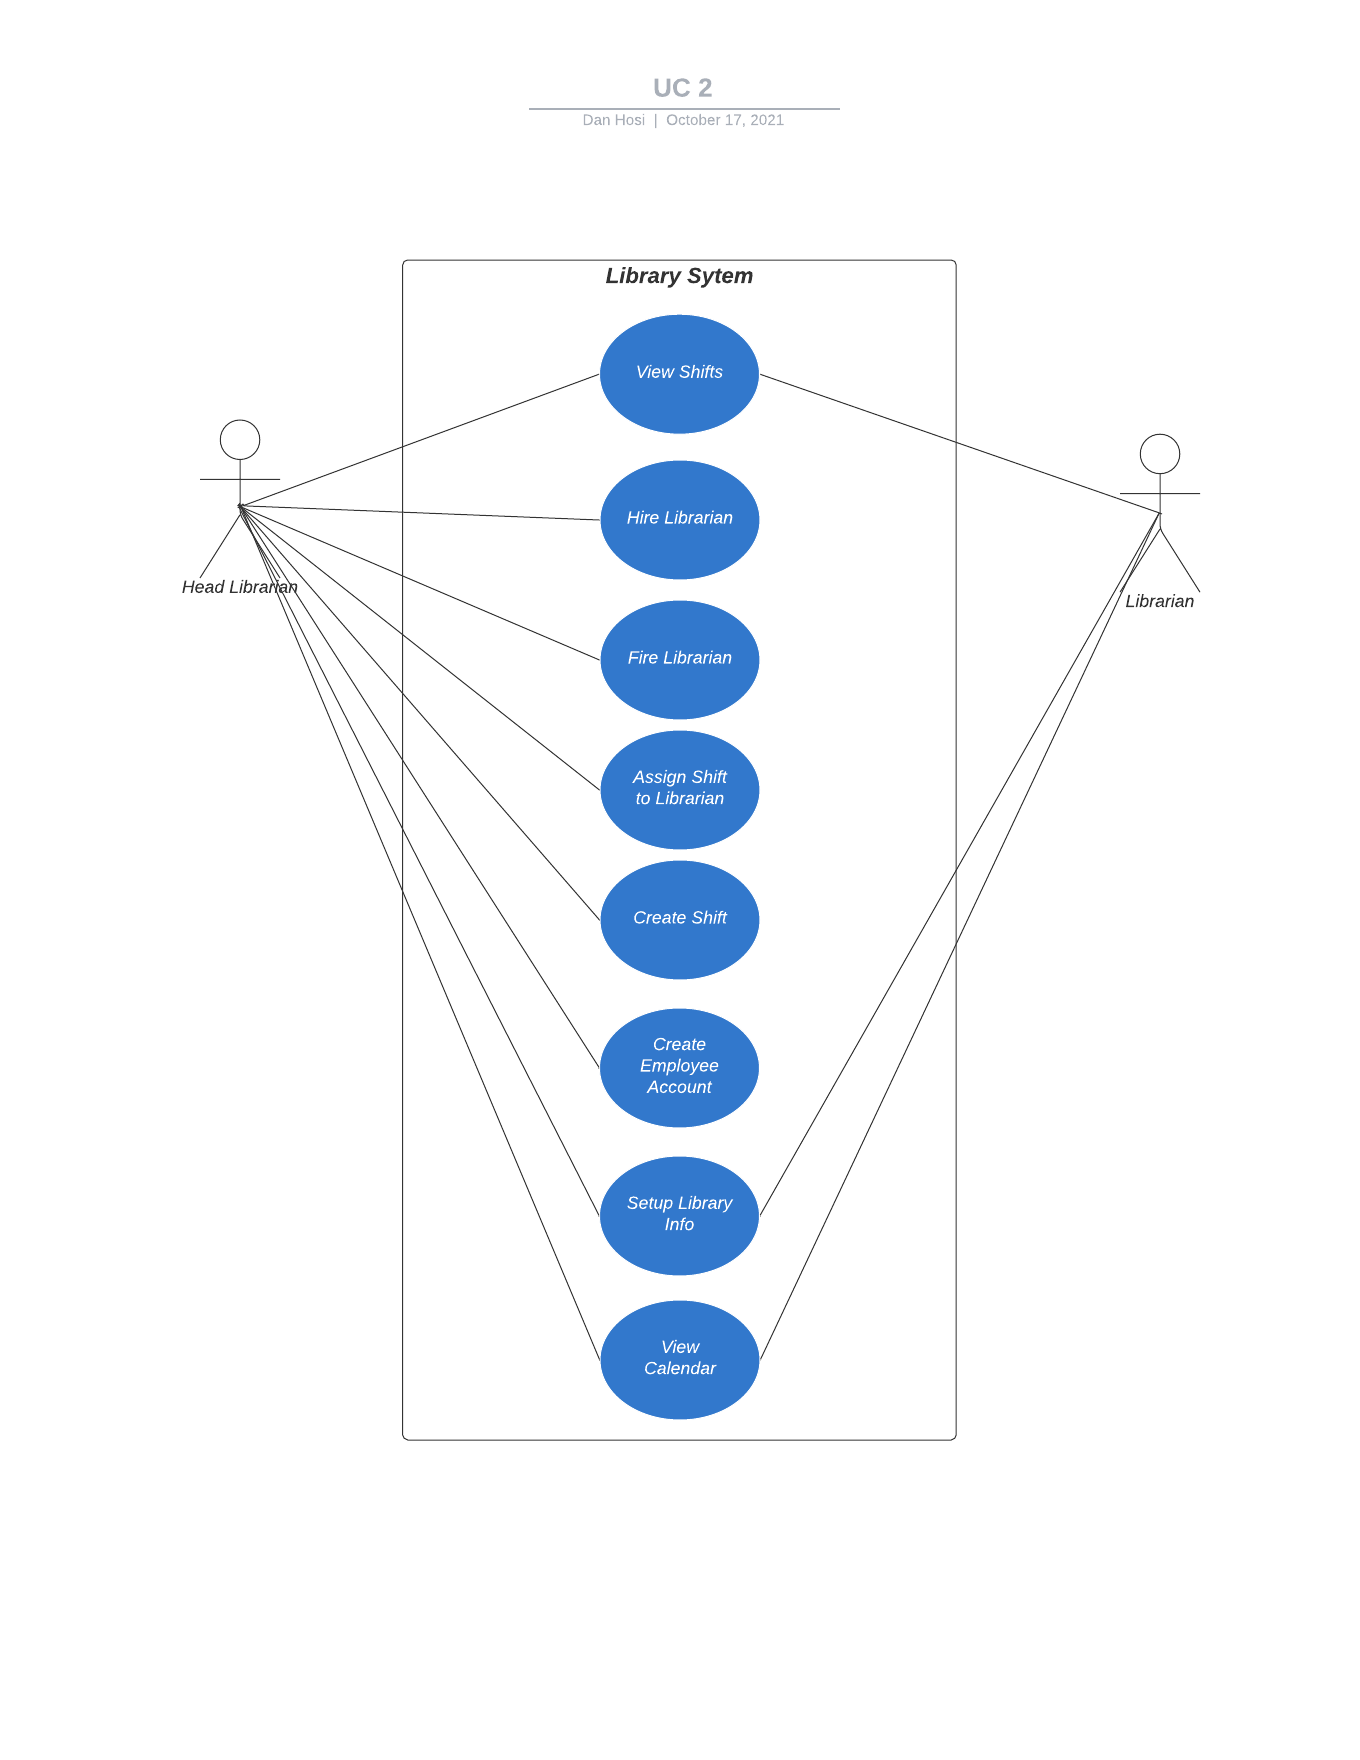 UC 2
Dan Hosi | October 17, 2021
Library Sytem
View Shifts
Hire Librarian
Head Librarian
Librarian
Fire Librarian
Assign Shift
to Librarian
Create Shift
Create
Employee
Account
Setup Library
Info
View
Calendar